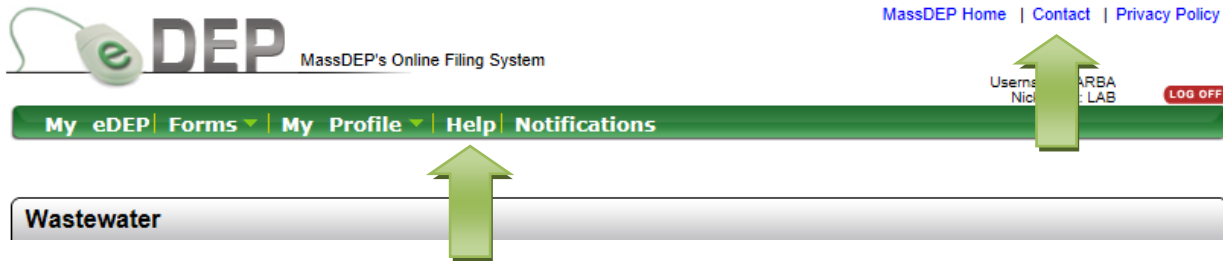 MassDEP Home | Contact | Privacy Policy
eDEP MassDEP's Online Filing System
LAB
LOG OFF
My eDEP | Forms | My Profile | Help | Notifications
Wastewater